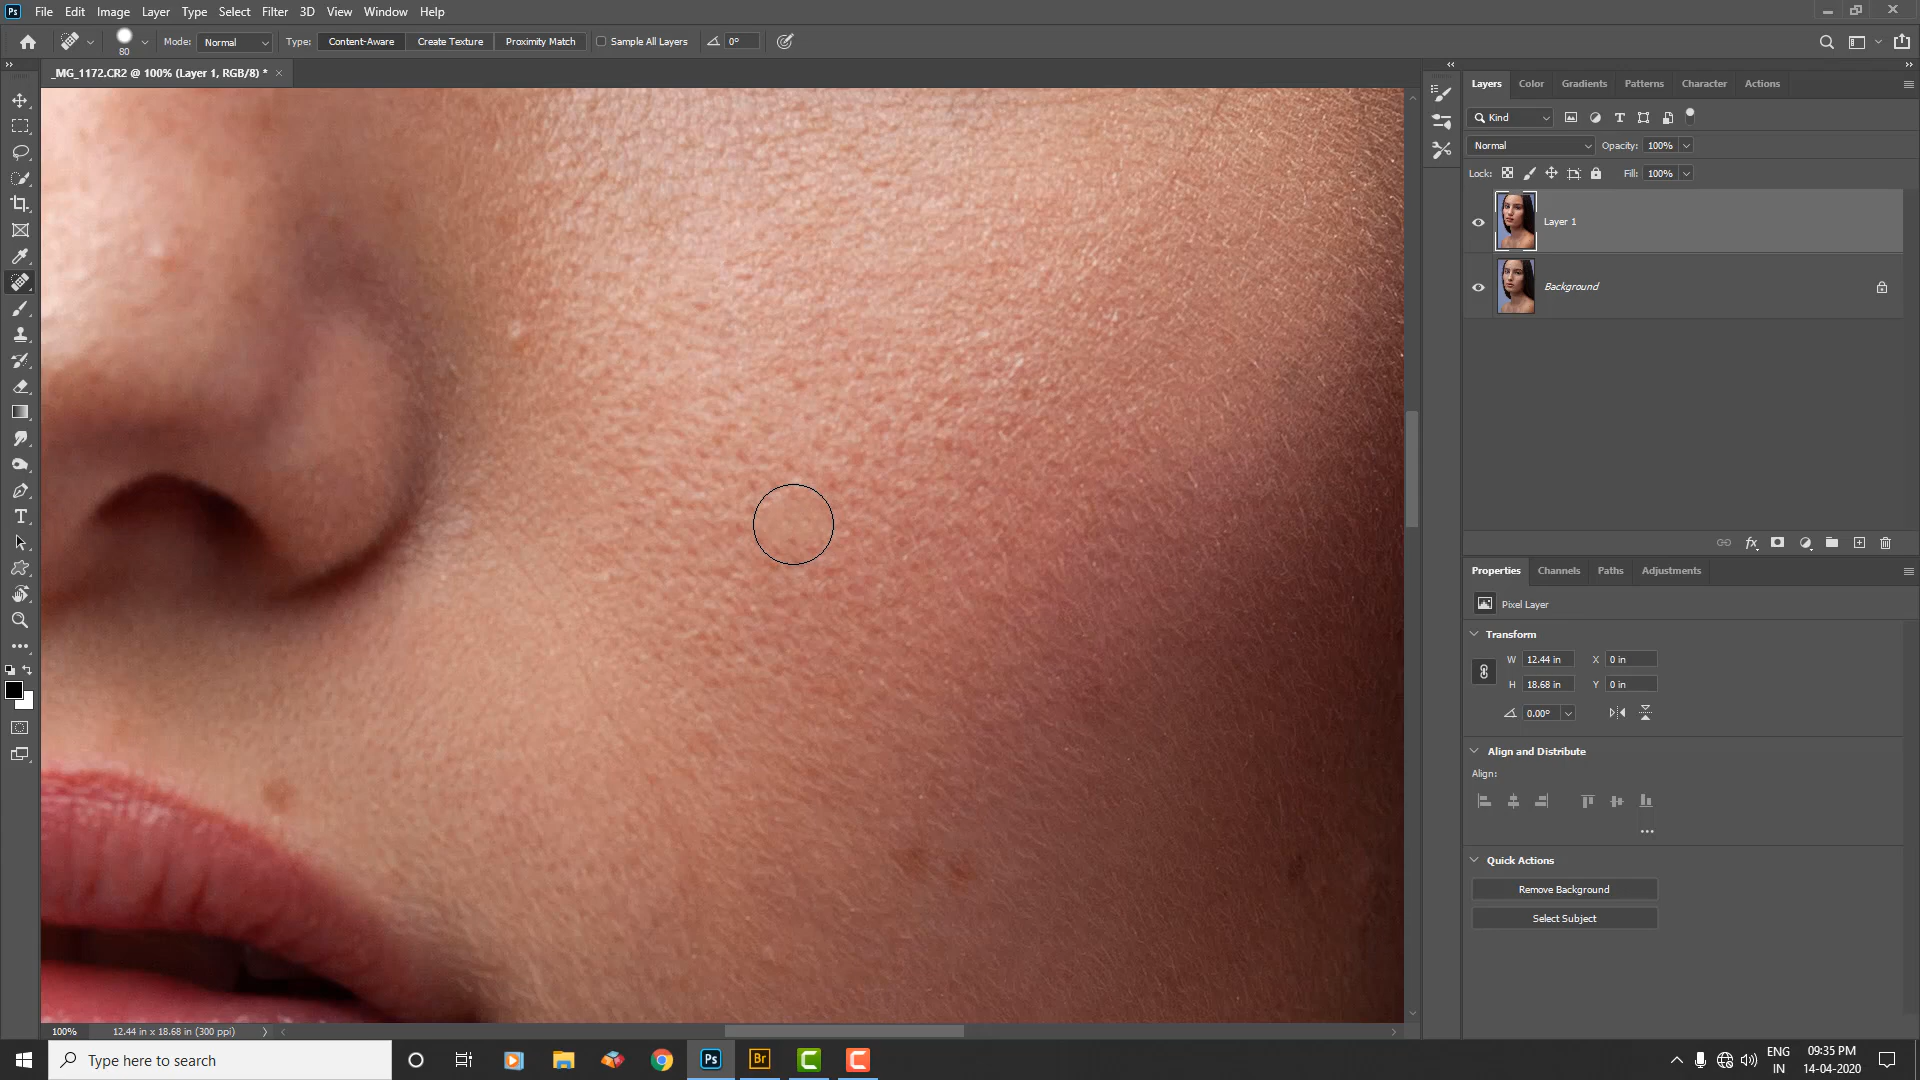 Ps File Edit Image Layer Type Select Filter 3D View Window Help
80 Mode: Normal Type: Content-Aware Create Texture Proximity Match Sample All Layers 0°
_MG_1172.CR2 @ 100% (Layer 1, RGB/8) *
Layers Color Gradients Patterns Character Actions
Kind
Normal Opacity: 100%
Lock: Fill: 100%
Layer 1
Background
fx
Properties Channels Paths Adjustments
Pixel Layer
Transform
W 12.44 in X 0 in
H 18.68 in Y 0 in
0.00°
Align and Distribute
Align:
Quick Actions
Remove Background
Select Subject
100% 12.44 in x 18.68 in (300 ppi)
Type here to search
Ps Br
ENG
IN
09:35 PM
14-04-2020